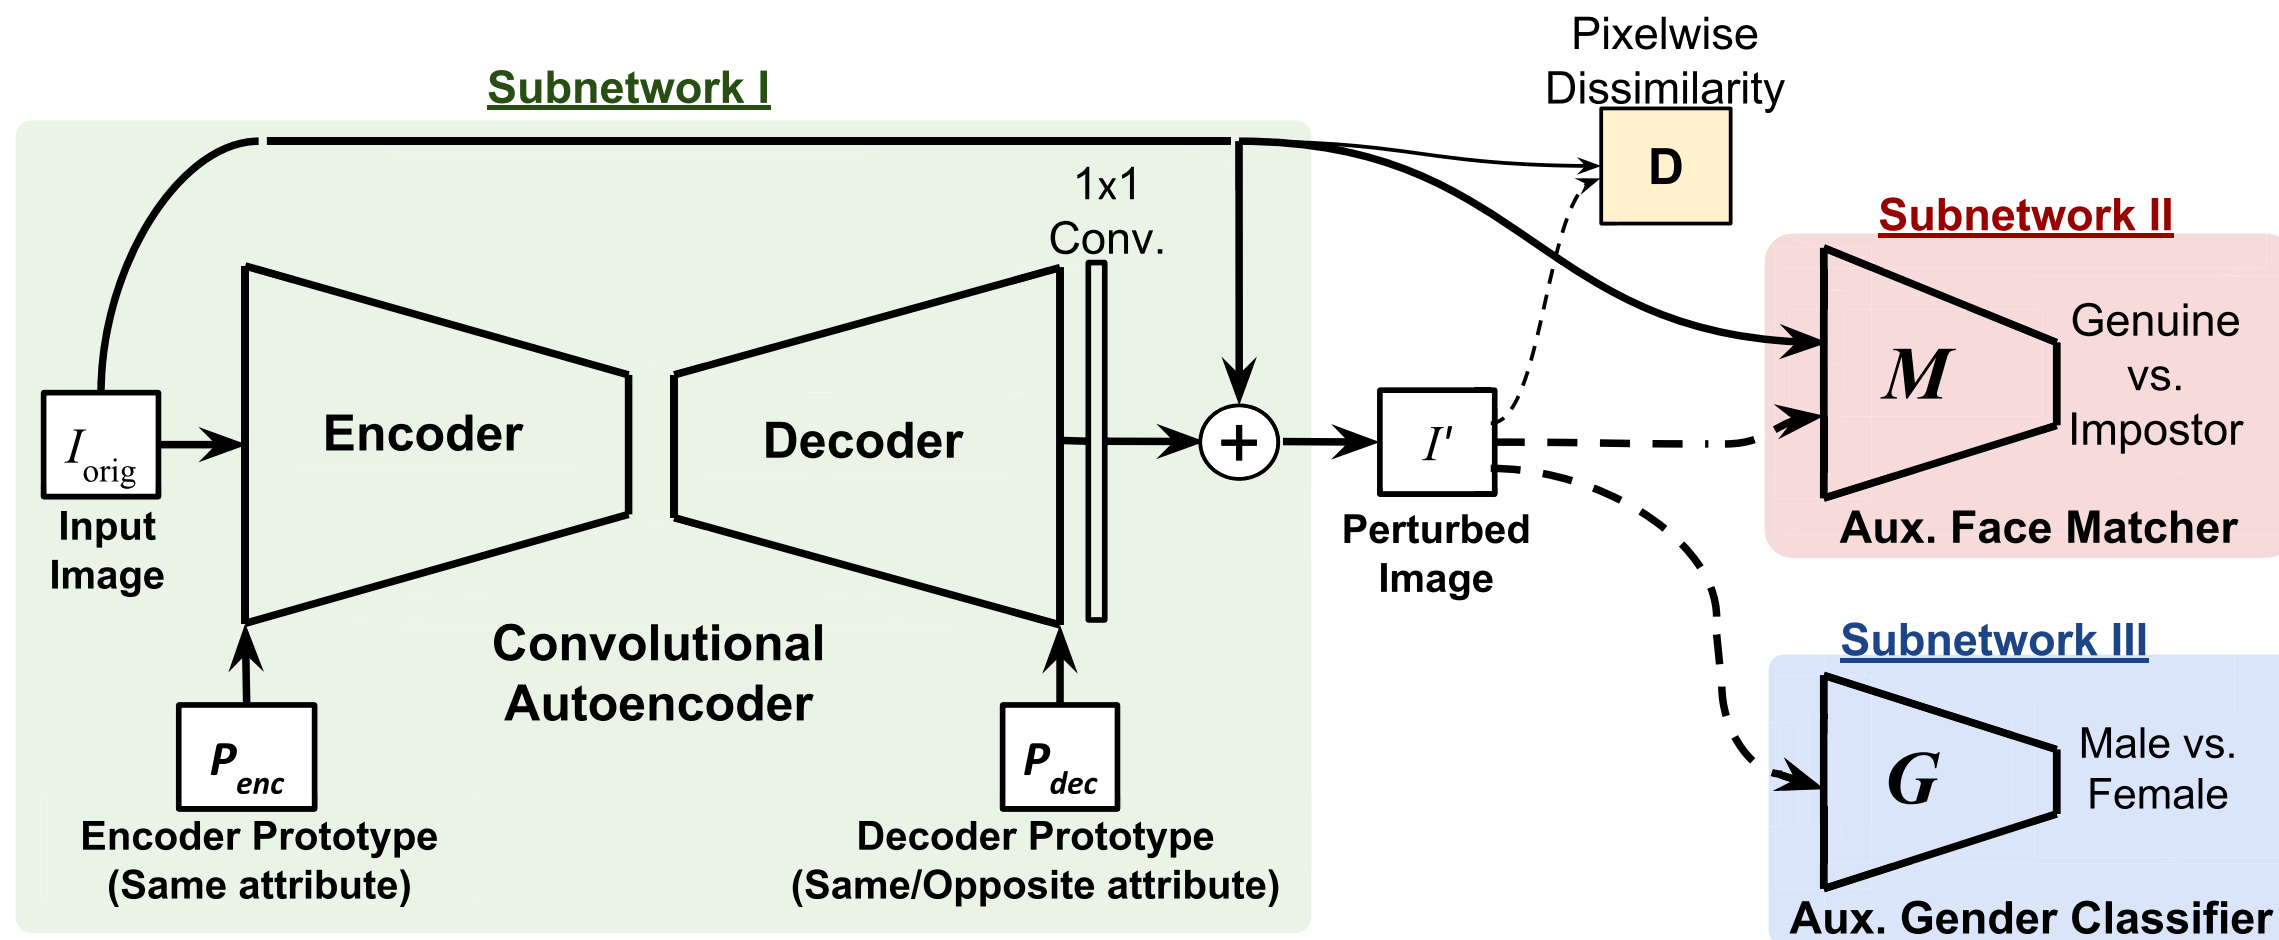 Pixelwise
Dissimilarity
D
Subnetwork I
1x1
Conv.
Encoder
Decoder
I orig
Input
Image
+
I'
Perturbed
Image
Convolutional
Autoencoder
P enc
Encoder Prototype
(Same attribute)
P dec
Decoder Prototype
(Same/Opposite attribute)
Subnetwork II
M
Genuine
vs.
Impostor
Aux. Face Matcher
Subnetwork III
G
Male vs.
Female
Aux. Gender Classifier